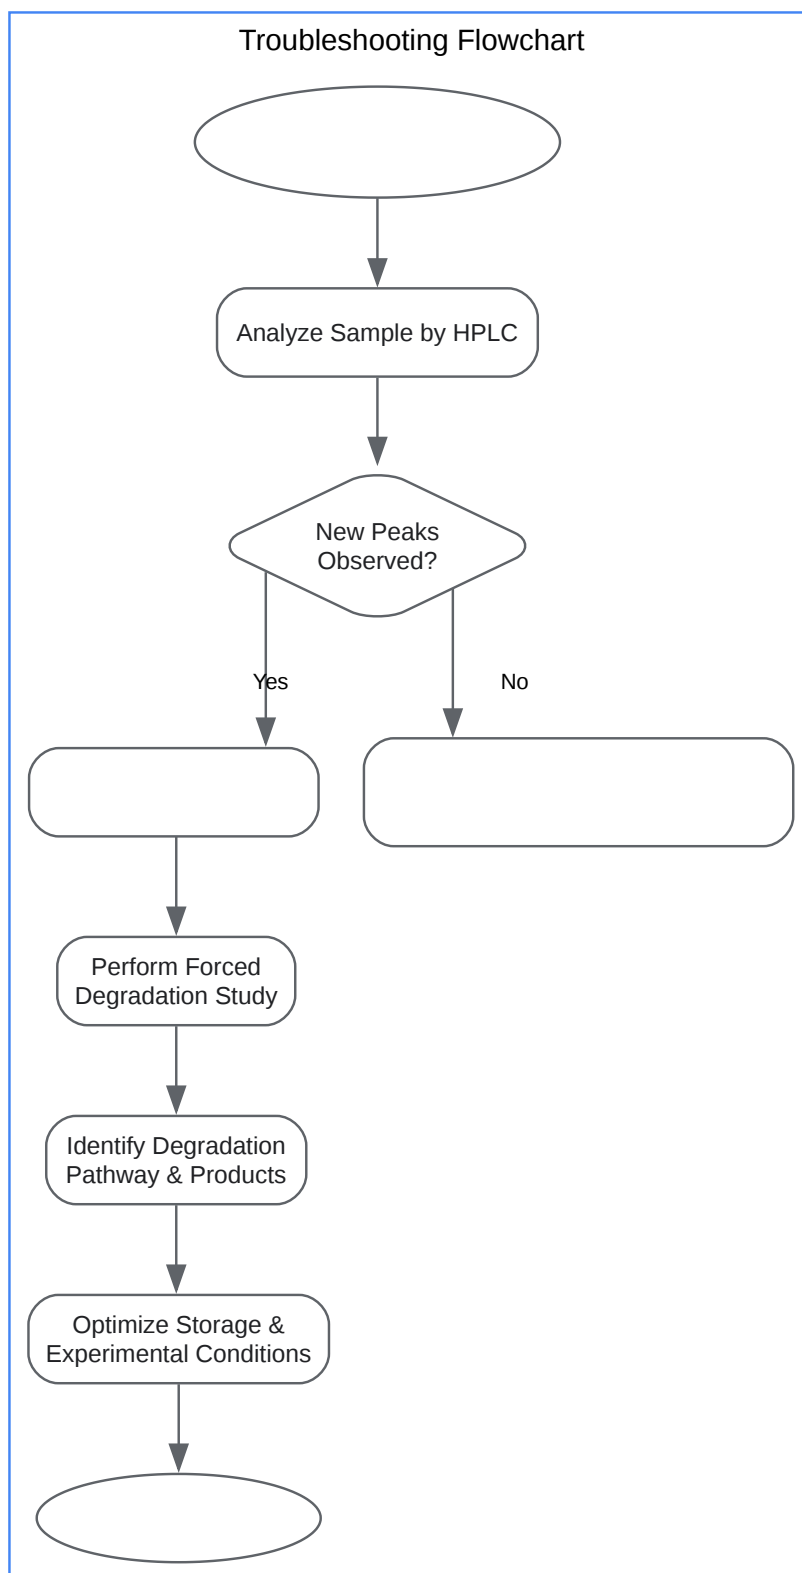 Troubleshooting Flowchart
Analyze Sample by HPLC
New Peaks
Observed?
Yes
No
Perform Forced
Degradation Study
Identify Degradation
Pathway & Products
Optimize Storage &
Experimental Conditions